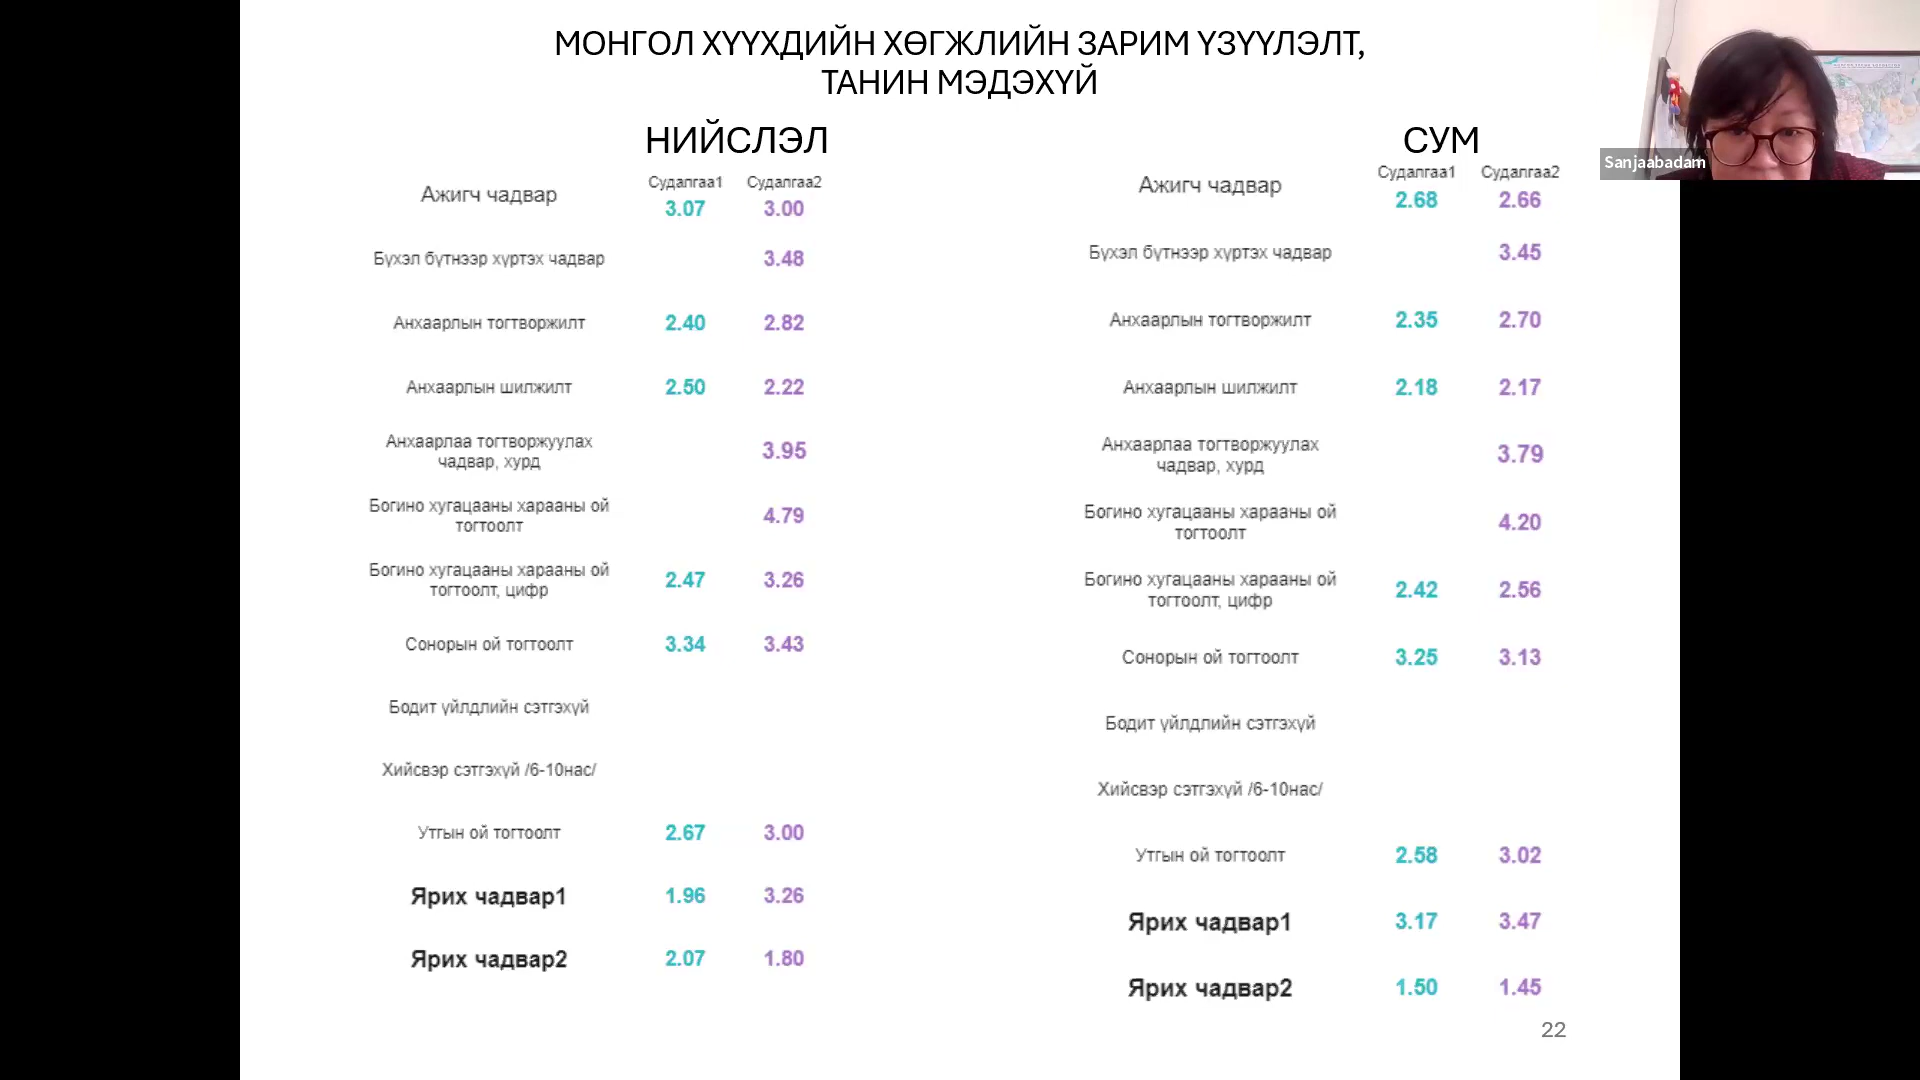 МОНГОЛ ХҮҮХДИЙН ХӨГЖЛИЙН ЗАРИМ ҮЗҮҮЛЭЛТ,
ТАНИН МЭДЭХҮЙ
НИЙСЛЭЛ
Судалгаа1 Судалгаа2
Ажигч чадвар 3.07 3.00
Бүхэл бүтнээр хүртэх чадвар 3.48
Анхаарлын тогтворжилт 2.40 2.82
Анхаарлын шилжилт 2.50 2.22
Анхаарлаа тогтворжуулах
чадвар, хурд 3.95
Богино хугацааны харааны ой
тогтоолт 4.79
Богино хугацааны харааны ой
тогтоолт, цифр 2.47 3.26
Сонорын ой тогтоолт 3.34 3.43
Бодит үйлдлийн сэтгэхүй
Хийсвэр сэтгэхүй /6-10нас/
Утгын ой тогтоолт 2.67 3.00
Ярих чадвар1 1.96 3.26
Ярих чадвар2 2.07 1.80
СУМ
Судалгаа1 Судалгаа2
Ажигч чадвар 2.68 2.66
Бүхэл бүтнээр хүртэх чадвар 3.45
Анхаарлын тогтворжилт 2.35 2.70
Анхаарлын шилжилт 2.18 2.17
Анхаарлаа тогтворжуулах
чадвар, хурд 3.79
Богино хугацааны харааны ой
тогтоолт 4.20
Богино хугацааны харааны ой
тогтоолт, цифр 2.42 2.56
Сонорын ой тогтоолт 3.25 3.13
Бодит үйлдлийн сэтгэхүй
Хийсвэр сэтгэхүй /6-10нас/
Утгын ой тогтоолт 2.58 3.02
Ярих чадвар1 3.17 3.47
Ярих чадвар2 1.50 1.45
22
Sanjaabadam